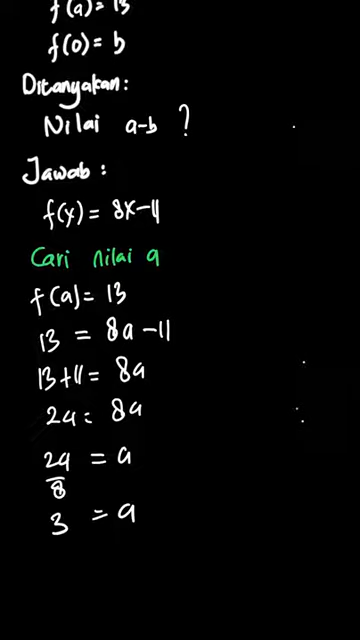 f(a) = 13
f(0) = b
Ditanyakan:
Nilai a-b ?
Jawab:
f(x) = 8x - 11
Cari nilai a
f(a) = 13
13 = 8a - 11
13 + 11 = 8a
24 = 8a
24/8 = a
3 = a